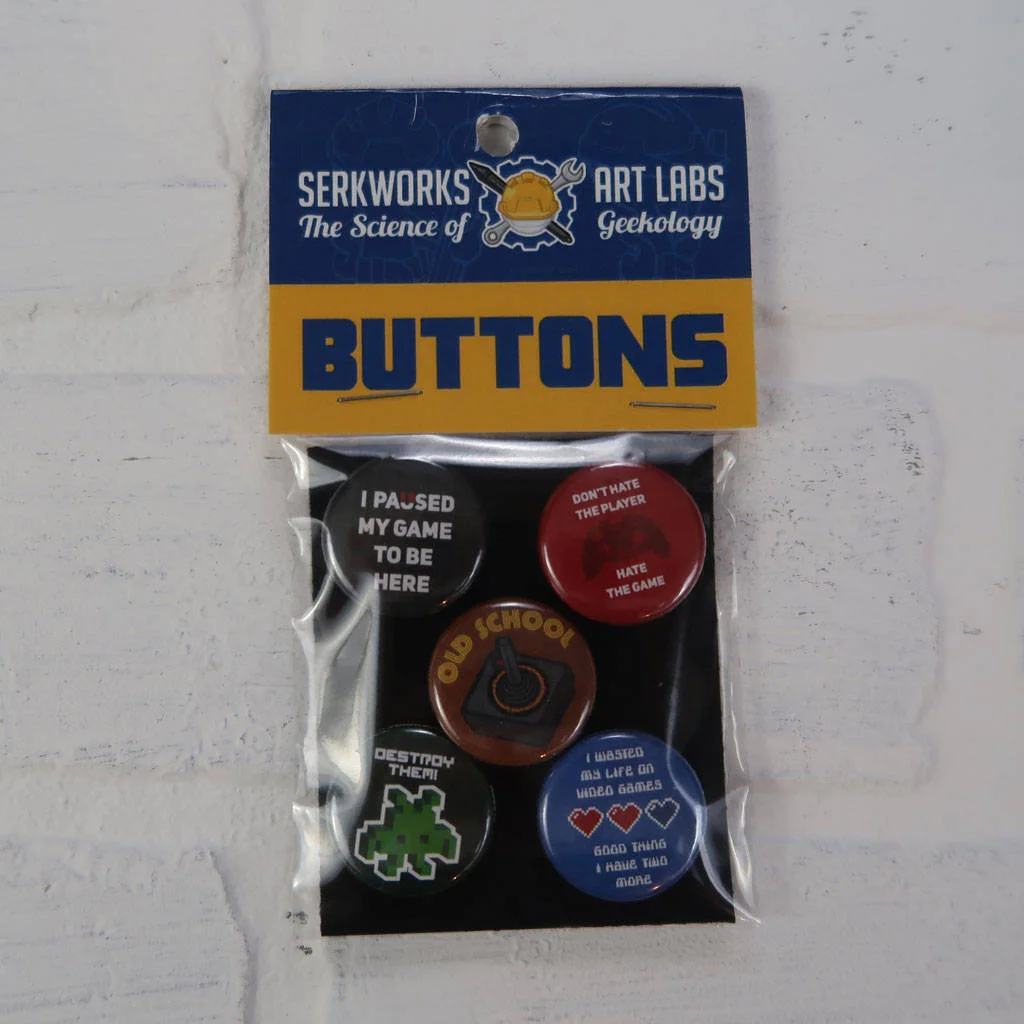 SERKWORKS ART LABS
The Science of Geekology
BUTTONS
I PAUSED
MY GAME
TO BE
HERE
DON'T HATE
THE PLAYER
HATE
THE GAME
OLD SCHOOL
DESTROY
THEM!
I WASTED
MY LIFE ON
VIDEO GAMES
GOOD THING
I HAVE TWO
MORE